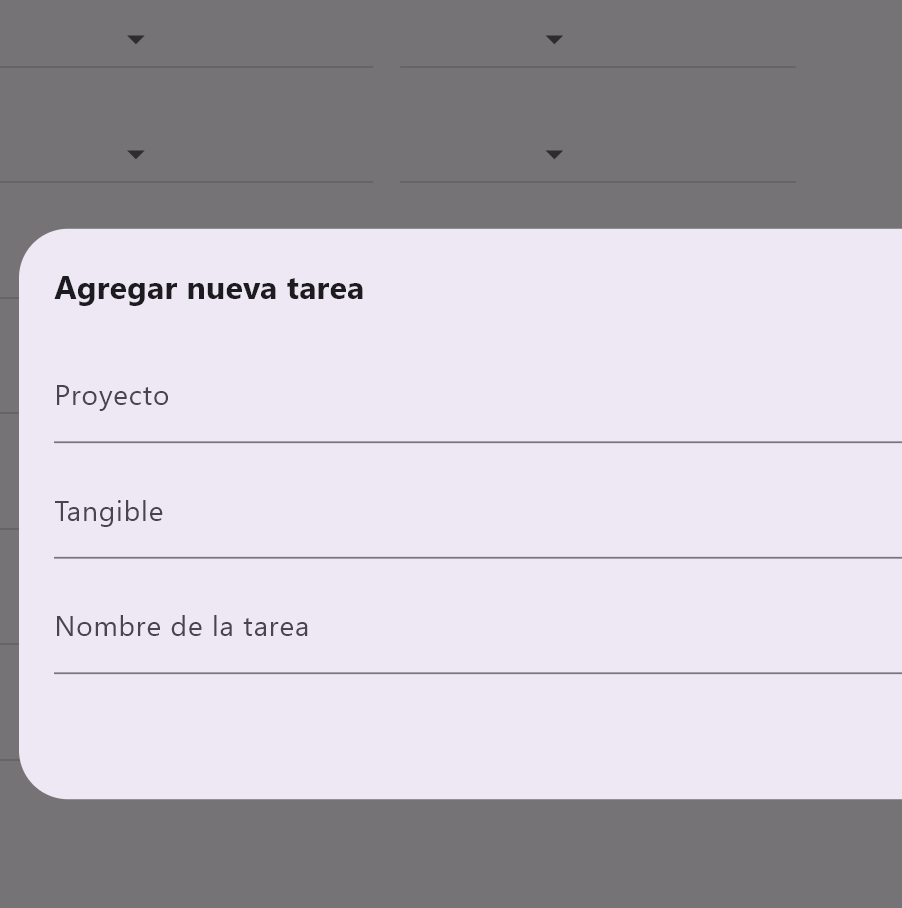 Agregar nueva tarea
Proyecto
Tangible
Nombre de la tarea